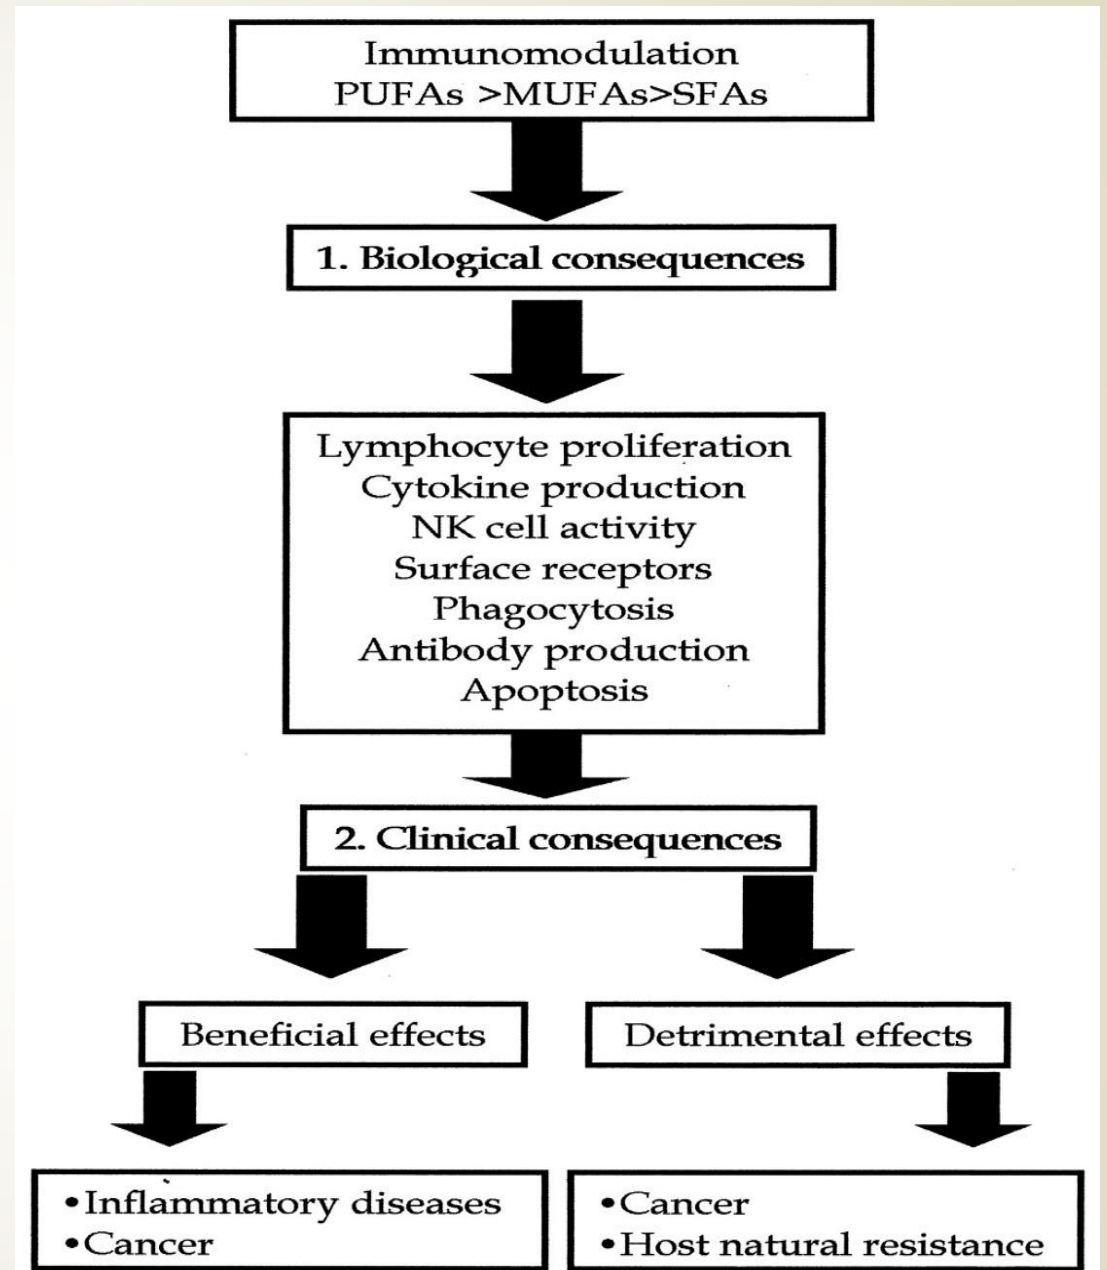 Immunomodulation
PUFAs >MUFAs>SFAs
1. Biological consequences
Lymphocyte proliferation
Cytokine production
NK cell activity
Surface receptors
Phagocytosis
Antibody production
Apoptosis
2. Clinical consequences
Beneficial effects
Detrimental effects
•Inflammatory diseases
•Cancer
•Cancer
•Host natural resistance